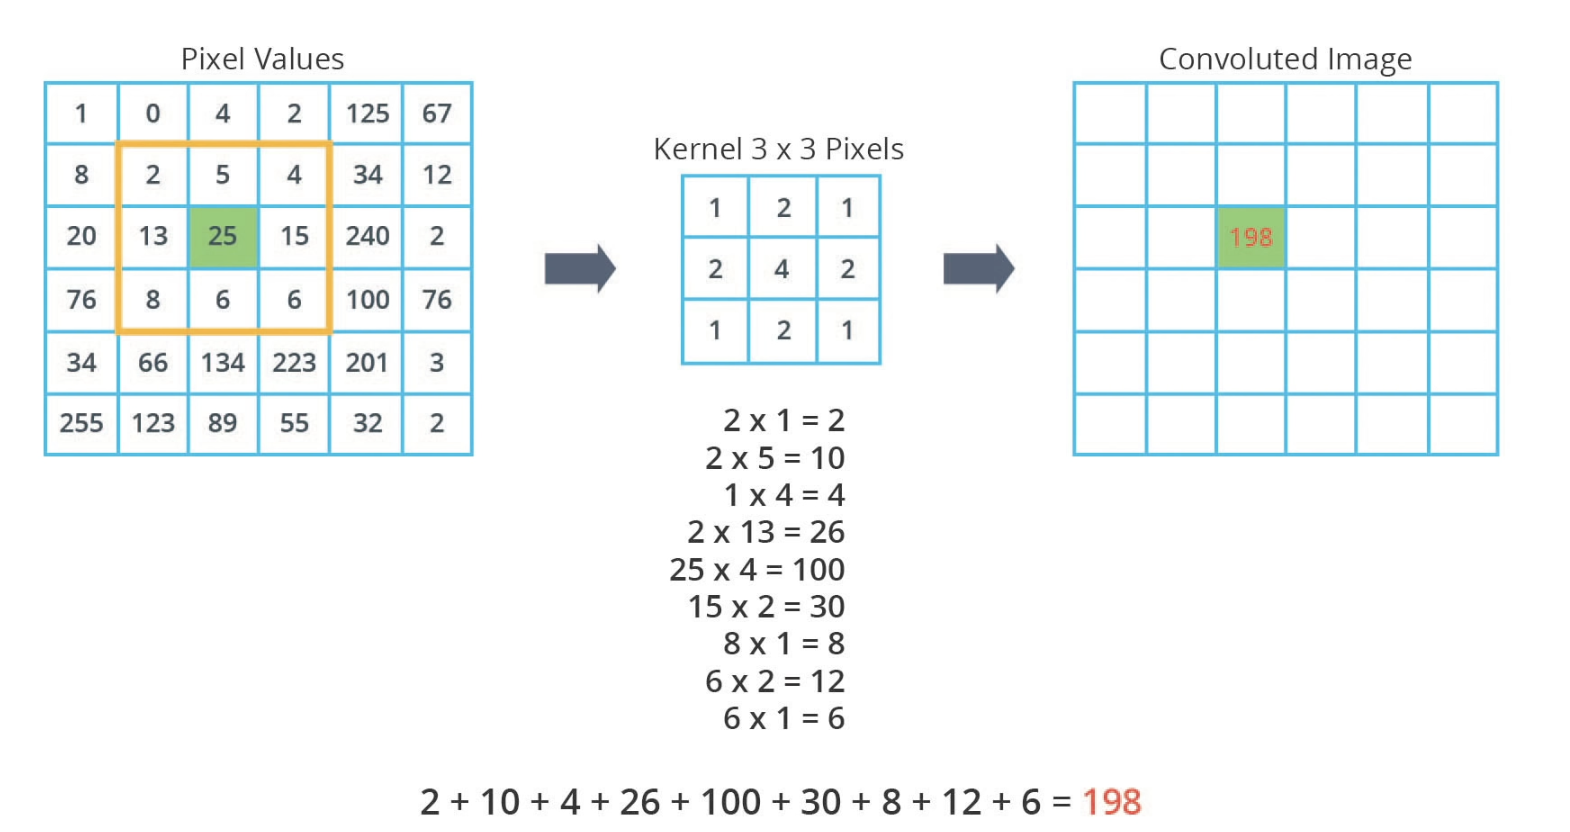 Pixel Values
1 0 4 2 125 67
8 2 5 4 34 12
20 13 25 15 240 2
76 8 6 6 100 76
34 66 134 223 201 3
255 123 89 55 32 2
Kernel 3 x 3 Pixels
1 2 1
2 4 2
1 2 1
2 x 1 = 2
2 x 5 = 10
1 x 4 = 4
2 x 13 = 26
25 x 4 = 100
15 x 2 = 30
8 x 1 = 8
6 x 2 = 12
6 x 1 = 6
Convoluted Image
198
2 + 10 + 4 + 26 + 100 + 30 + 8 + 12 + 6 = 198